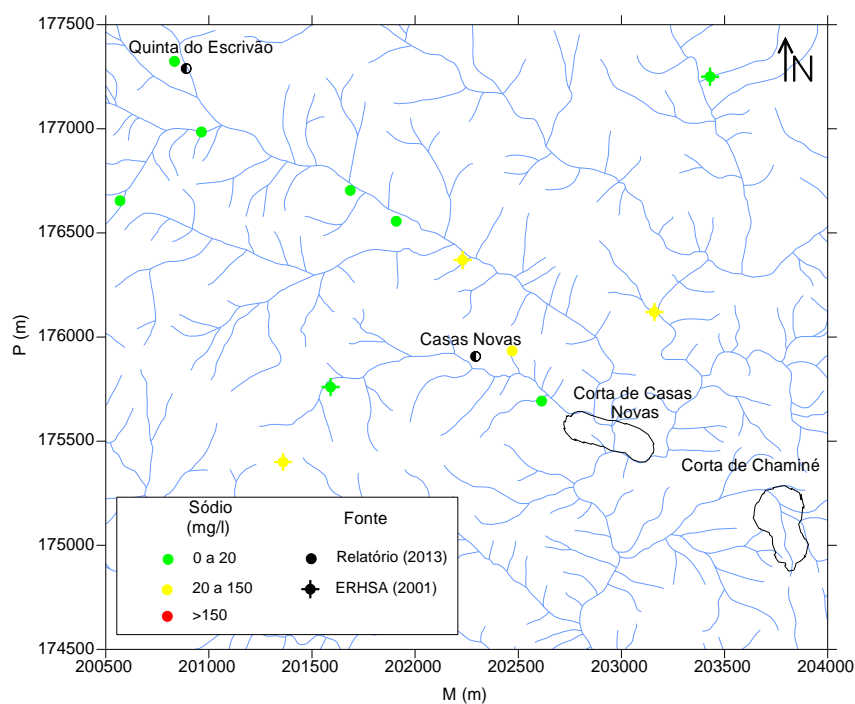 177500
177000
176500
176000
175500
175000
174500
P (m)
Quinta do Escrivão
N
Casas Novas
Corta de Casas
Novas
Corta de Chaminé
Sódio
(mg/l)
Fonte
0 a 20
Relatório (2013)
20 a 150
ERHSA (2001)
>150
200500 201000 201500 202000 202500 203000 203500 204000
M (m)